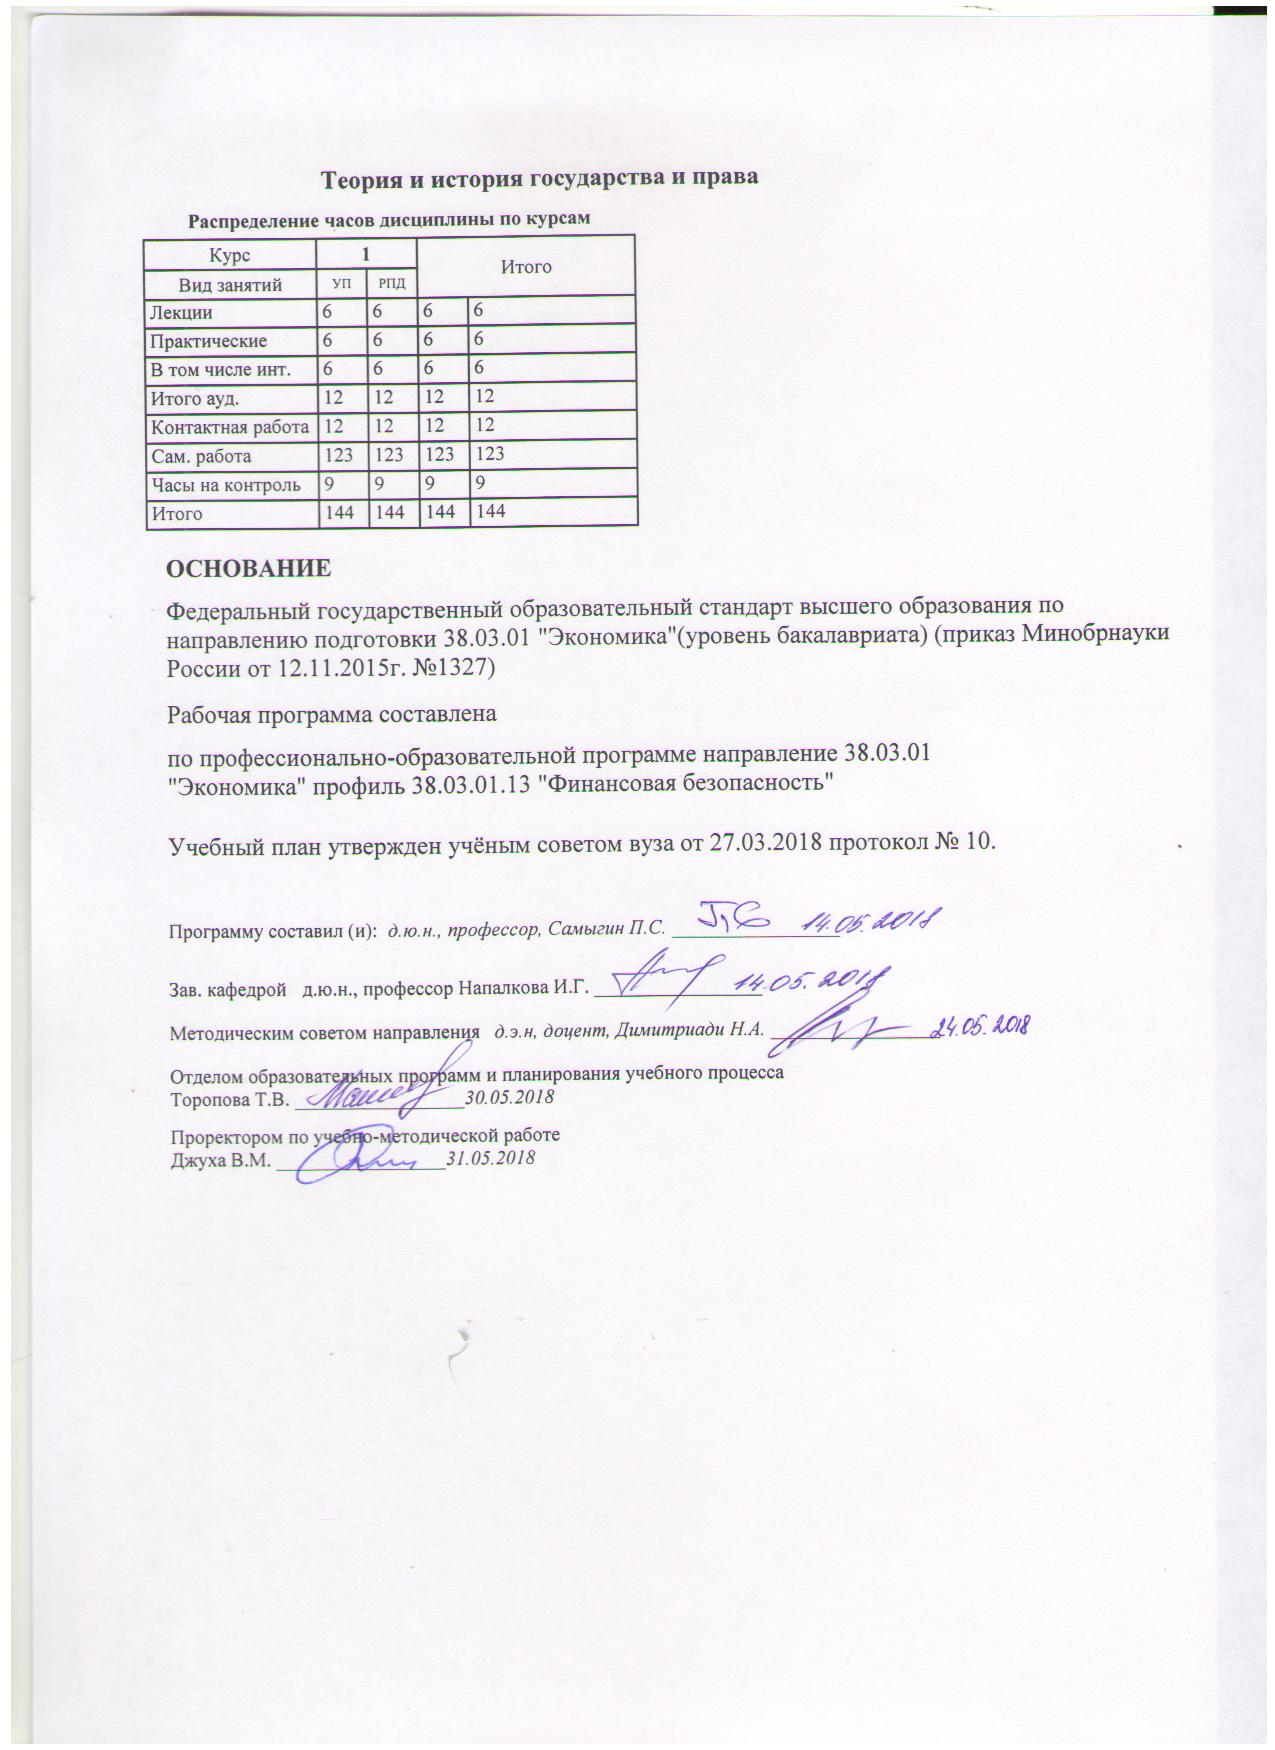 Теория и история государства и права
Распределение часов дисциплины по курсам
Курс 1 Итого
Вид занятий УП РПД
Лекции 6 6 6 6
Практические 6 6 6 6
В том числе инт. 6 6 6 6
Итого ауд. 12 12 12 12
Контактная работа 12 12 12 12
Сам. работа 123 123 123 123
Часы на контроль 9 9 9 9
Итого 144 144 144 144
ОСНОВАНИЕ
Федеральный государственный образовательный стандарт высшего образования по
направлению подготовки 38.03.01 "Экономика"(уровень бакалавриата) (приказ Минобрнауки
России от 12.11.2015г. №1327)
Рабочая программа составлена
по профессионально-образовательной программе направление 38.03.01
"Экономика" профиль 38.03.01.13 "Финансовая безопасность"
Учебный план утвержден учёным советом вуза от 27.03.2018 протокол № 10.
Программу составил (и): д.ю.н., профессор, Самыгин П.С. 14.05.2018
Зав. кафедрой д.ю.н., профессор Напалкова И.Г. 14.05.2018
Методическим советом направления д.э.н, доцент, Димитриади Н.А. 24.05.2018
Отделом образовательных программ и планирования учебного процесса
Торопова Т.В. 30.05.2018
Проректором по учебно-методической работе
Джуха В.М. 31.05.2018